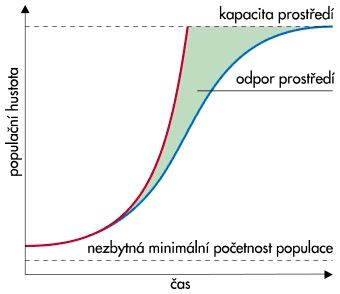 kapacita prostředí
odpor prostředí
populační hustota
nezbytná minimální početnost populace
čas